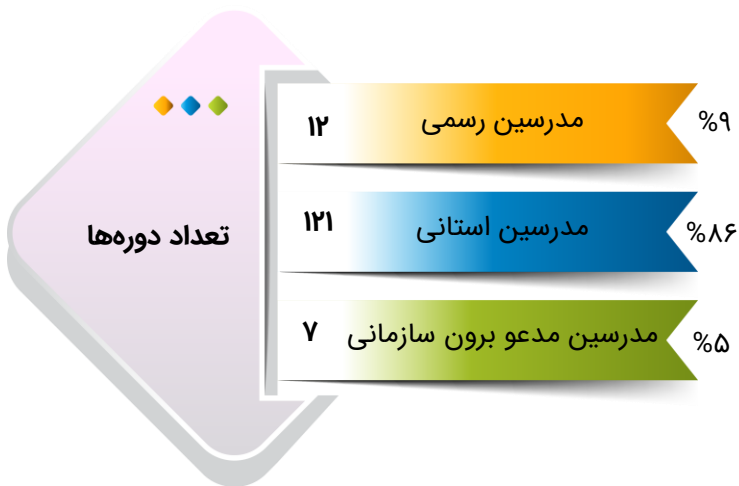 %۹ مدرسین رسمی ۱۲
%۸۶ مدرسین استانی ۱۲۱
تعداد دوره‌ها
%۵ مدرسین مدعو برون سازمانی ۷